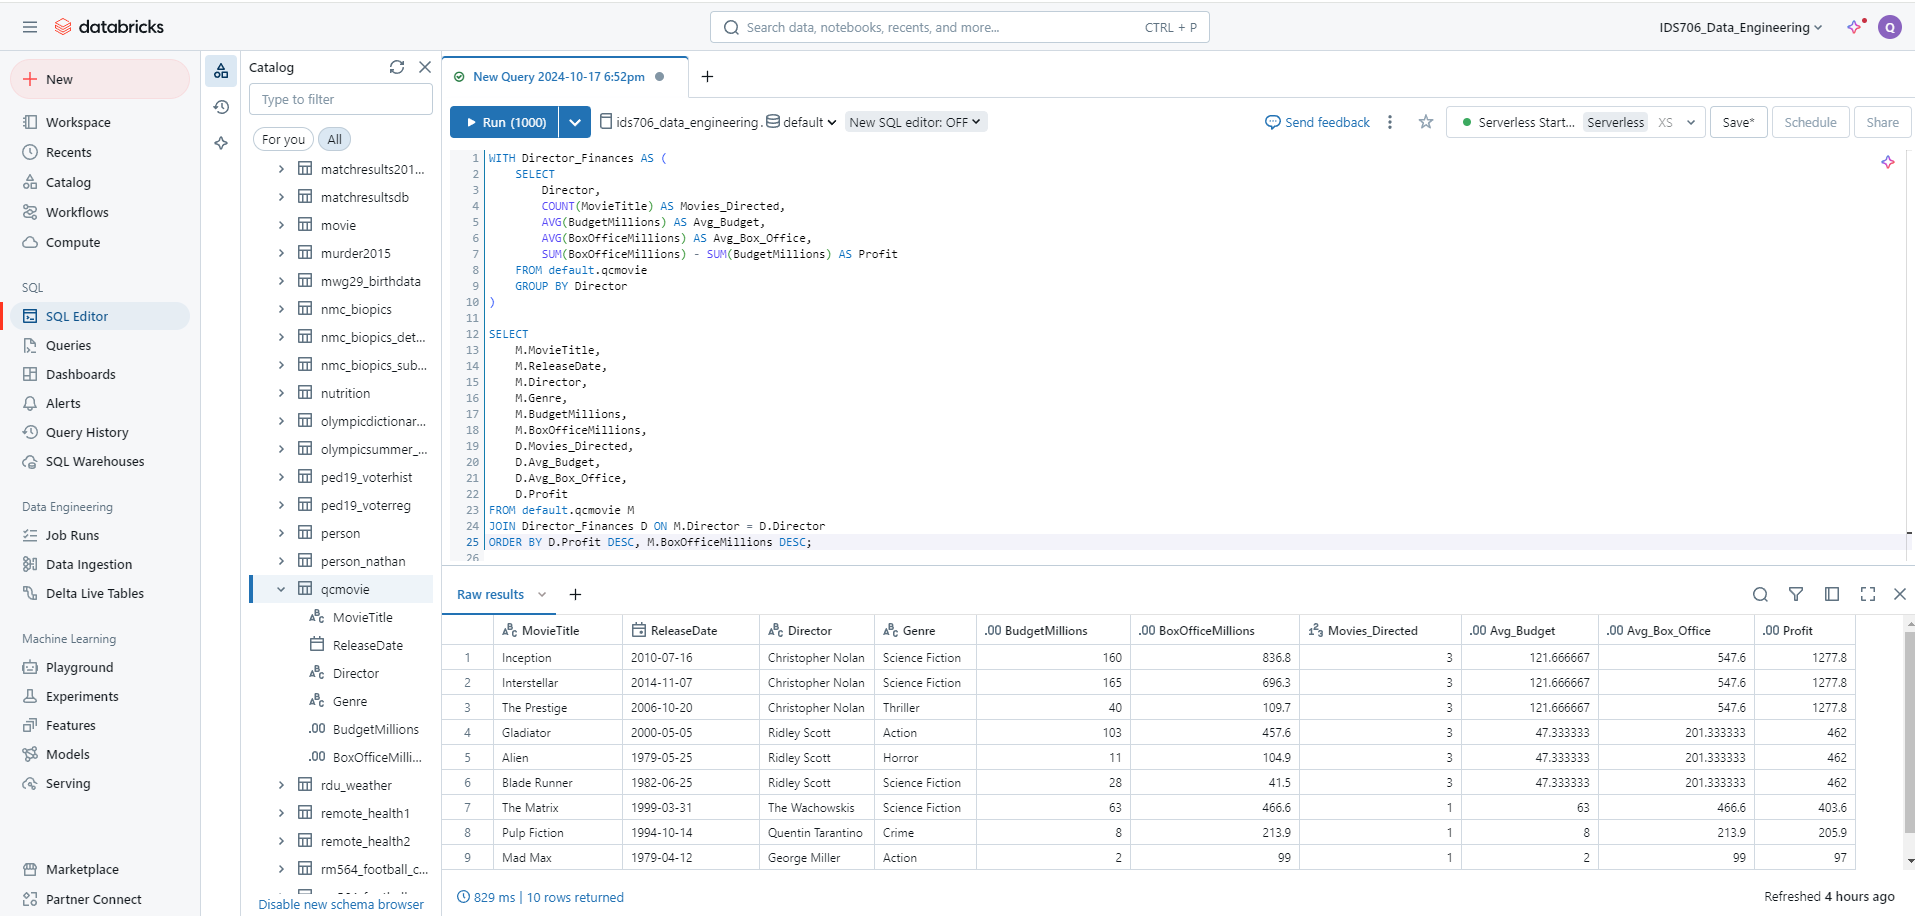 databricks
Search data, notebooks, recents, and more...
CTRL + P
IDS706_Data_Engineering
Q
New
Workspace
Recents
Catalog
Workflows
Compute
SQL
SQL Editor
Queries
Dashboards
Alerts
Query History
SQL Warehouses
Data Engineering
Job Runs
Data Ingestion
Delta Live Tables
Machine Learning
Playground
Experiments
Features
Models
Serving
Marketplace
Partner Connect
Catalog
Type to filter
For you
All
matchresults201...
matchresultsdb
movie
murder2015
mwg29_birthdata
nmc_biopics
nmc_biopics_det...
nmc_biopics_sub...
nutrition
olympicdictionar...
olympicsummer_...
ped19_voterhist
ped19_voterreg
person
person_nathan
qcmovie
MovieTitle
ReleaseDate
Director
Genre
.00 BudgetMillions
.00 BoxOfficeMilli...
rdu_weather
remote_health1
remote_health2
rm564_football_c...
Disable new schema browser
New Query 2024-10-17 6:52pm
Run (1000)
ids706_data_engineering. default
New SQL editor: OFF
Send feedback
Serverless Start... Serverless XS
Save*
Schedule
Share
1 WITH Director_Finances AS (
2 SELECT
3 Director,
4 COUNT(MovieTitle) AS Movies_Directed,
5 AVG(BudgetMillions) AS Avg_Budget,
6 AVG(BoxOfficeMillions) AS Avg_Box_Office,
7 SUM(BoxOfficeMillions) - SUM(BudgetMillions) AS Profit
8 FROM default.qcmovie
9 GROUP BY Director
10 )
11
12 SELECT
13 M.MovieTitle,
14 M.ReleaseDate,
15 M.Director,
16 M.Genre,
17 M.BudgetMillions,
18 M.BoxOfficeMillions,
19 D.Movies_Directed,
20 D.Avg_Budget,
21 D.Avg_Box_Office,
22 D.Profit
23 FROM default.qcmovie M
24 JOIN Director_Finances D ON M.Director = D.Director
25 ORDER BY D.Profit DESC, M.BoxOfficeMillions DESC;
26
Raw results
MovieTitle ReleaseDate Director Genre .00 BudgetMillions .00 BoxOfficeMillions Movies_Directed .00 Avg_Budget .00 Avg_Box_Office .00 Profit
1 Inception 2010-07-16 Christopher Nolan Science Fiction 160 836.8 3 121.666667 547.6 1277.8
2 Interstellar 2014-11-07 Christopher Nolan Science Fiction 165 696.3 3 121.666667 547.6 1277.8
3 The Prestige 2006-10-20 Christopher Nolan Thriller 40 109.7 3 121.666667 547.6 1277.8
4 Gladiator 2000-05-05 Ridley Scott Action 103 457.6 3 47.333333 201.333333 462
5 Alien 1979-05-25 Ridley Scott Horror 11 104.9 3 47.333333 201.333333 462
6 Blade Runner 1982-06-25 Ridley Scott Science Fiction 28 41.5 3 47.333333 201.333333 462
7 The Matrix 1999-03-31 The Wachowskis Science Fiction 63 466.6 1 63 466.6 403.6
8 Pulp Fiction 1994-10-14 Quentin Tarantino Crime 8 213.9 1 8 213.9 205.9
9 Mad Max 1979-04-12 George Miller Action 2 99 1 2 99 97
829 ms | 10 rows returned
Refreshed 4 hours ago